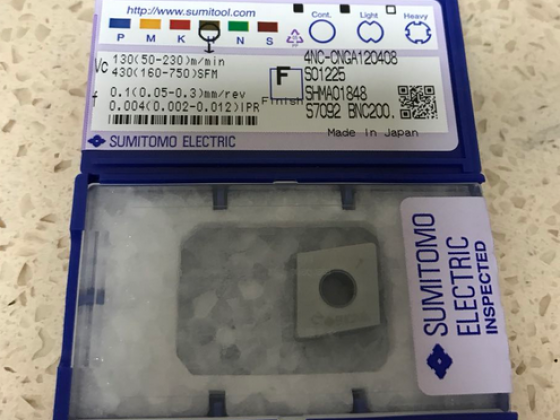 http://www.sumitool.com
Cont. Light Heavy
P M K H N S
Vc 130(50-230)m/min
430(160-750)SFM
f 0.1(0.05-0.3)mm/rev
0.004(0.002-0.012)IPR
F
Finish
4NC-CNGA120408
S01225
SHMA01848
S7092 BNC200.
Made in Japan
SUMITOMO ELECTRIC
SUMITOMO
ELECTRIC
INSPECTED